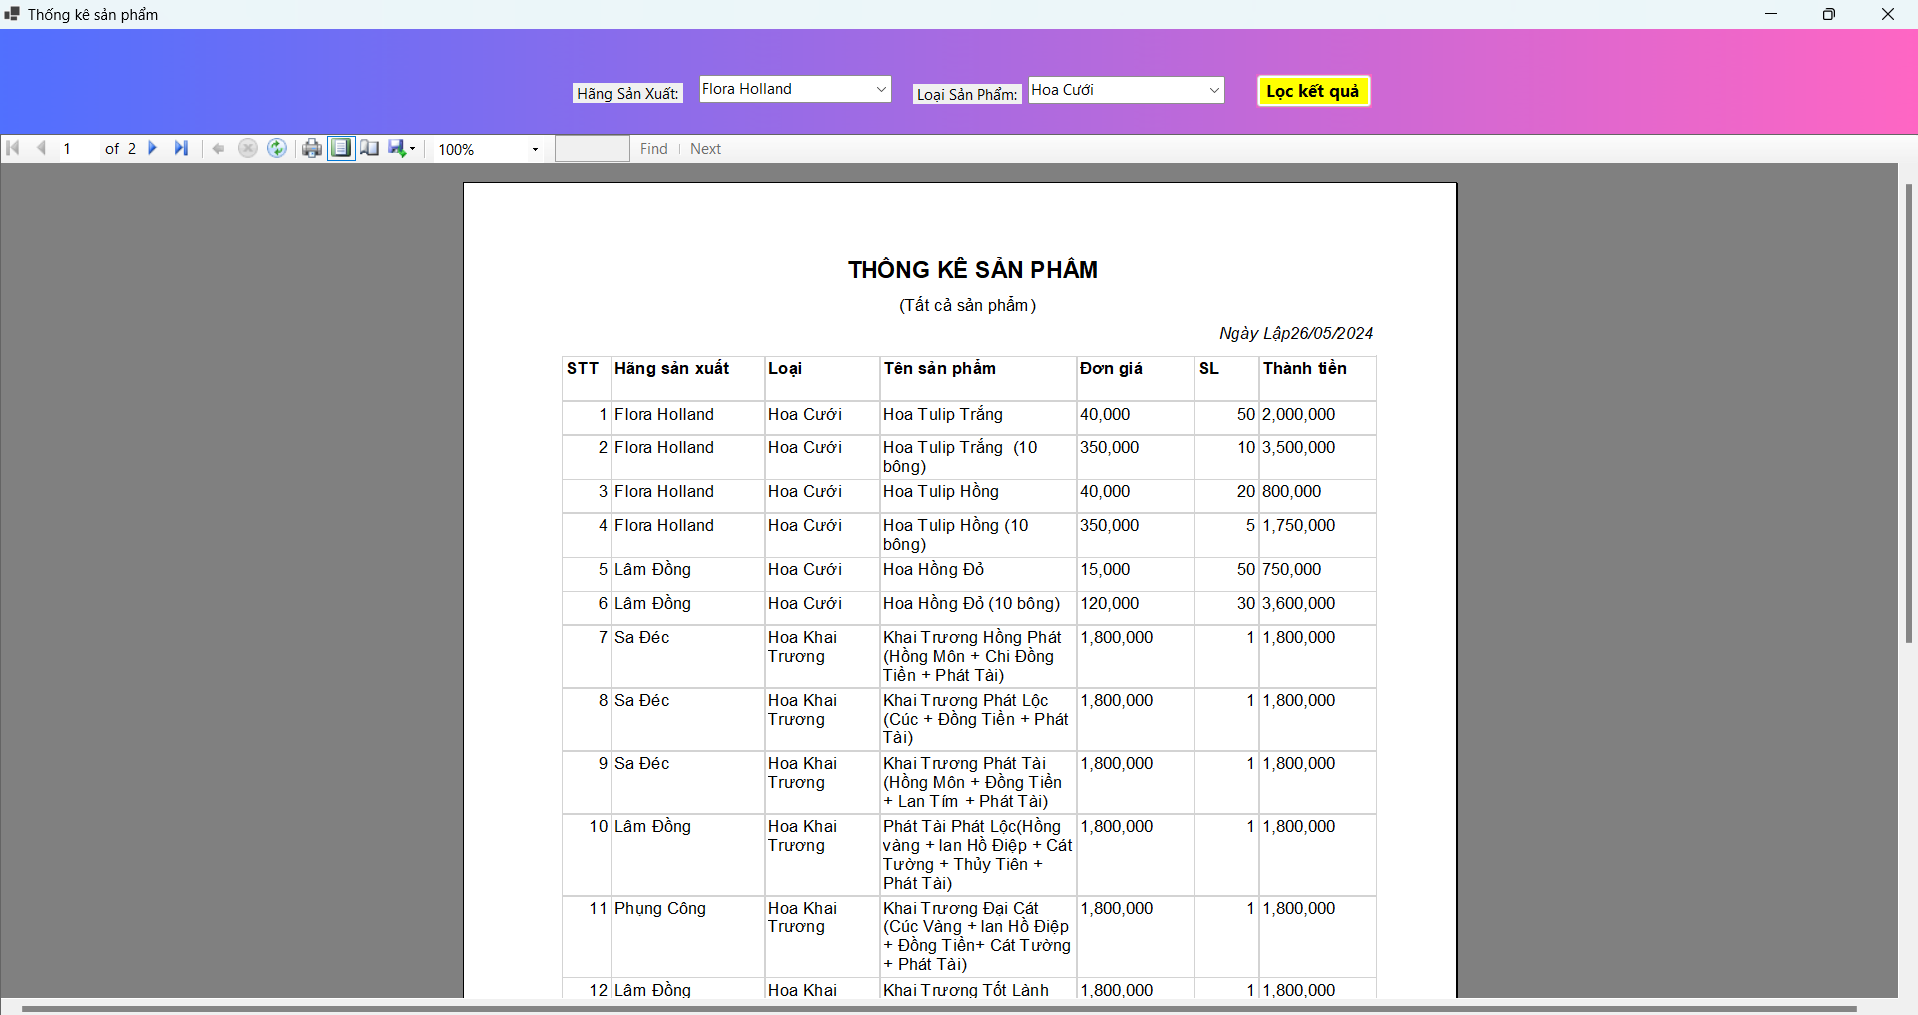 Thống kê sản phẩm
Hãng Sản Xuất: Flora Holland Loại Sản Phẩm: Hoa Cưới Lọc kết quả
1 of 2 100% Find Next
THỐNG KÊ SẢN PHẨM
(Tất cả sản phẩm)
Ngày Lập26/05/2024
STT Hãng sản xuất Loại Tên sản phẩm Đơn giá SL Thành tiền
1 Flora Holland Hoa Cưới Hoa Tulip Trắng 40,000 50 2,000,000
2 Flora Holland Hoa Cưới Hoa Tulip Trắng (10 350,000 10 3,500,000
bông)
3 Flora Holland Hoa Cưới Hoa Tulip Hồng 40,000 20 800,000
4 Flora Holland Hoa Cưới Hoa Tulip Hồng (10 350,000 5 1,750,000
bông)
5 Lâm Đồng Hoa Cưới Hoa Hồng Đỏ 15,000 50 750,000
6 Lâm Đồng Hoa Cưới Hoa Hồng Đỏ (10 bông) 120,000 30 3,600,000
7 Sa Đéc Hoa Khai Khai Trương Hồng Phát 1,800,000 1 1,800,000
Trương (Hồng Môn + Chi Đồng
Tiền + Phát Tài)
8 Sa Đéc Hoa Khai Khai Trương Phát Lộc 1,800,000 1 1,800,000
Trương (Cúc + Đồng Tiền + Phát
Tài)
9 Sa Đéc Hoa Khai Khai Trương Phát Tài 1,800,000 1 1,800,000
Trương (Hồng Môn + Đồng Tiền
+ Lan Tím + Phát Tài)
10 Lâm Đồng Hoa Khai Phát Tài Phát Lộc(Hồng 1,800,000 1 1,800,000
Trương vàng + lan Hồ Điệp + Cát
Tường + Thủy Tiên +
Phát Tài)
11 Phụng Công Hoa Khai Khai Trương Đại Cát 1,800,000 1 1,800,000
Trương (Cúc Vàng + lan Hồ Điệp
+ Đồng Tiền+ Cát Tường
+ Phát Tài)
12 Lâm Đồng Hoa Khai Khai Trương Tốt Lành 1,800,000 1 1,800,000